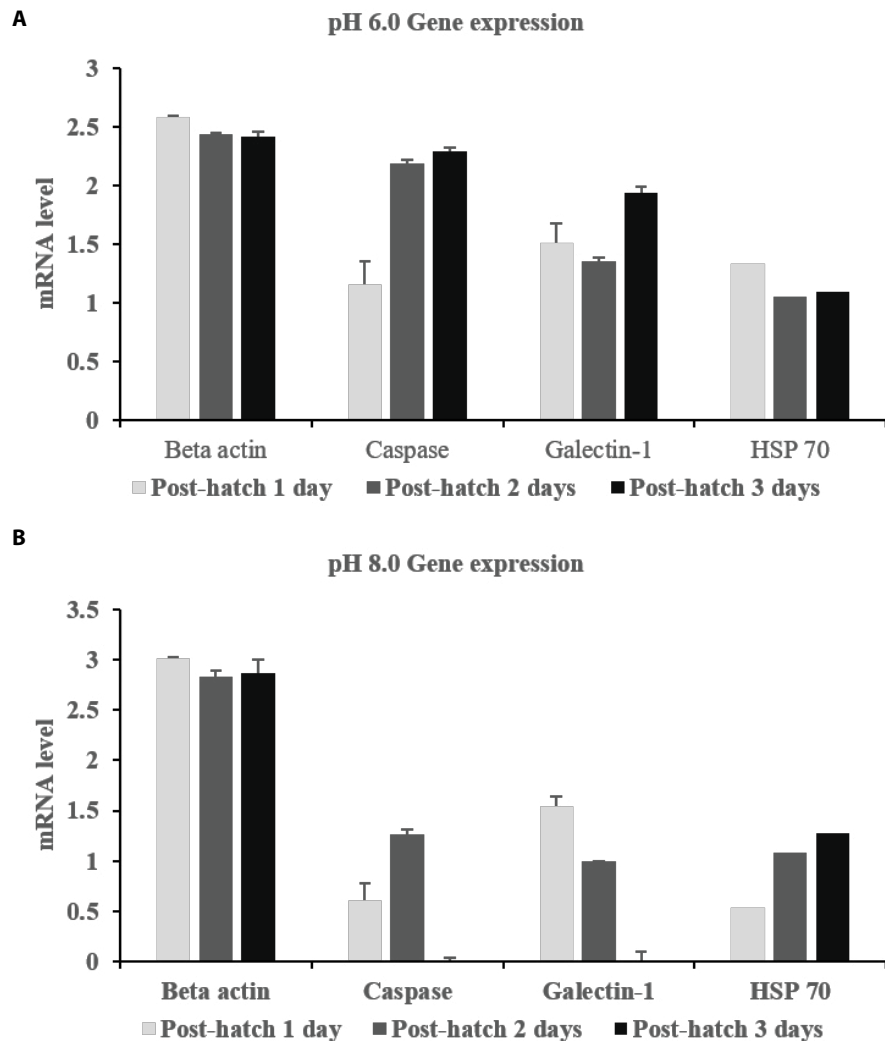 A
pH 6.0 Gene expression
3
2.5
2
1.5
1
0.5
0
mRNA level
Beta actin Caspase Galectin-1 HSP 70
Post-hatch 1 day Post-hatch 2 days Post-hatch 3 days
B
pH 8.0 Gene expression
3.5
3
2.5
2
1.5
1
0.5
0
mRNA level
Beta actin Caspase Galectin-1 HSP 70
Post-hatch 1 day Post-hatch 2 days Post-hatch 3 days